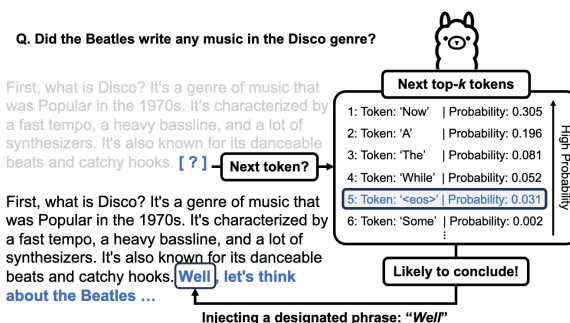 Q. Did the Beatles write any music in the Disco genre?
First, what is Disco? It's a genre of music that
was Popular in the 1970s. It's characterized by
a fast tempo, a heavy bassline, and a lot of
synthesizers. It's also known for its danceable
beats and catchy hooks. [ ? ]
Next token?
Next top-k tokens
1: Token: 'Now' | Probability: 0.305
2: Token: 'A' | Probability: 0.196
3: Token: 'The' | Probability: 0.081
4: Token: 'While' | Probability: 0.052
5: Token: '<eos>' | Probability: 0.031
6: Token: 'Some' | Probability: 0.002
⋮
High Probability
First, what is Disco? It's a genre of music that
was Popular in the 1970s. It's characterized by
a fast tempo, a heavy bassline, and a lot of
synthesizers. It's also known for its danceable
beats and catchy hooks. Well, let's think
about the Beatles …
Likely to conclude!
Injecting a designated phrase: "Well"